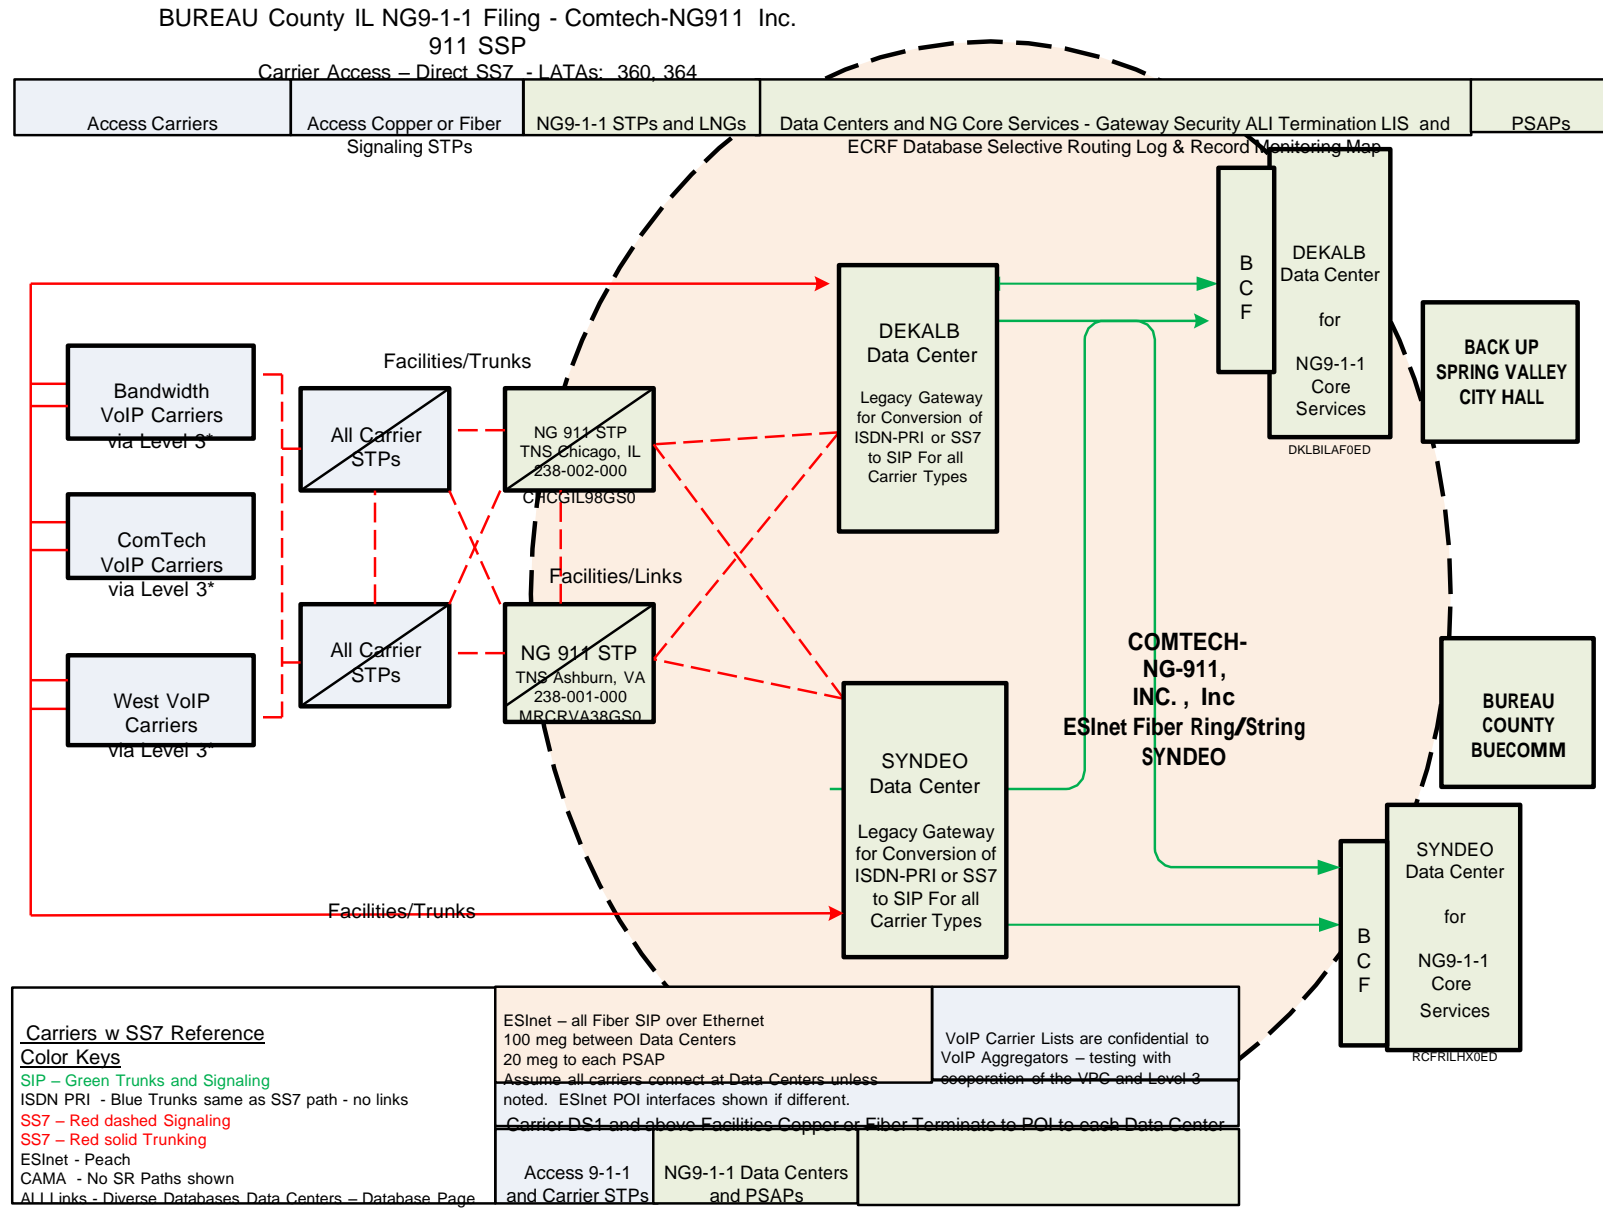 BUREAU County IL NG9-1-1 Filing - Comtech-NG911 Inc.
911 SSP
Carrier Access – Direct SS7 - LATAs: 360, 364
Access Carriers
Access Copper or Fiber
Signaling STPs
NG9-1-1 STPs and LNGs
Data Centers and NG Core Services - Gateway Security ALI Termination LIS and
ECRF Database Selective Routing Log & Record Monitoring Map
PSAPs
Bandwidth
VoIP Carriers
via Level 3*
ComTech
VoIP Carriers
via Level 3*
West VoIP
Carriers
via Level 3*
Facilities/Trunks
All Carrier
STPs
All Carrier
STPs
NG 911 STP
TNS Chicago, IL
238-002-000
CHCGIL98GS0
Facilities/Links
NG 911 STP
TNS Ashburn, VA
238-001-000
MRCRVA38GS0
Facilities/Trunks
DEKALB
Data Center
Legacy Gateway
for Conversion of
ISDN-PRI or SS7
to SIP For all
Carrier Types
SYNDEO
Data Center
Legacy Gateway
for Conversion of
ISDN-PRI or SS7
to SIP For all
Carrier Types
B
C
F
DEKALB
Data Center
for
NG9-1-1
Core
Services
DKLBILAF0ED
BACK UP
SPRING VALLEY
CITY HALL
COMTECH-
NG-911,
INC. , Inc
ESInet Fiber Ring/String
SYNDEO
BUREAU
COUNTY
BUECOMM
B
C
F
SYNDEO
Data Center
for
NG9-1-1
Core
Services
RCFRILHX0ED
Carriers w SS7 Reference
Color Keys
SIP – Green Trunks and Signaling
ISDN PRI - Blue Trunks same as SS7 path - no links
SS7 – Red dashed Signaling
SS7 – Red solid Trunking
ESInet - Peach
CAMA - No SR Paths shown
ALI Links - Diverse Databases Data Centers – Database Page
ESInet – all Fiber SIP over Ethernet
100 meg between Data Centers
20 meg to each PSAP
Assume all carriers connect at Data Centers unless
noted. ESInet POI interfaces shown if different.
VoIP Carrier Lists are confidential to
VoIP Aggregators – testing with
cooperation of the VPC and Level 3
Carrier DS1 and above Facilities Copper or Fiber Terminate to POI to each Data Center
Access 9-1-1
and Carrier STPs
NG9-1-1 Data Centers
and PSAPs